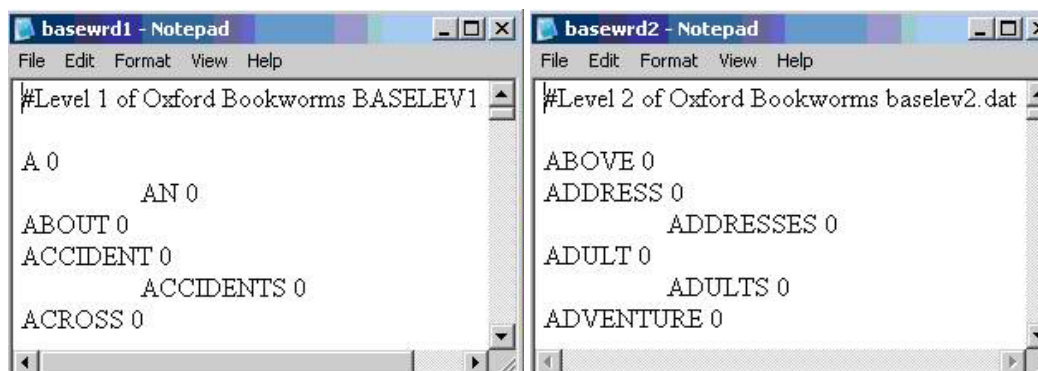 basewrd1 - Notepad
File Edit Format View Help
#Level 1 of Oxford Bookworms BASELEV1
A 0
AN 0
ABOUT 0
ACCIDENT 0
ACCIDENTS 0
ACROSS 0
basewrd2 - Notepad
File Edit Format View Help
#Level 2 of Oxford Bookworms baselev2.dat
ABOVE 0
ADDRESS 0
ADDRESSES 0
ADULT 0
ADULTS 0
ADVENTURE 0